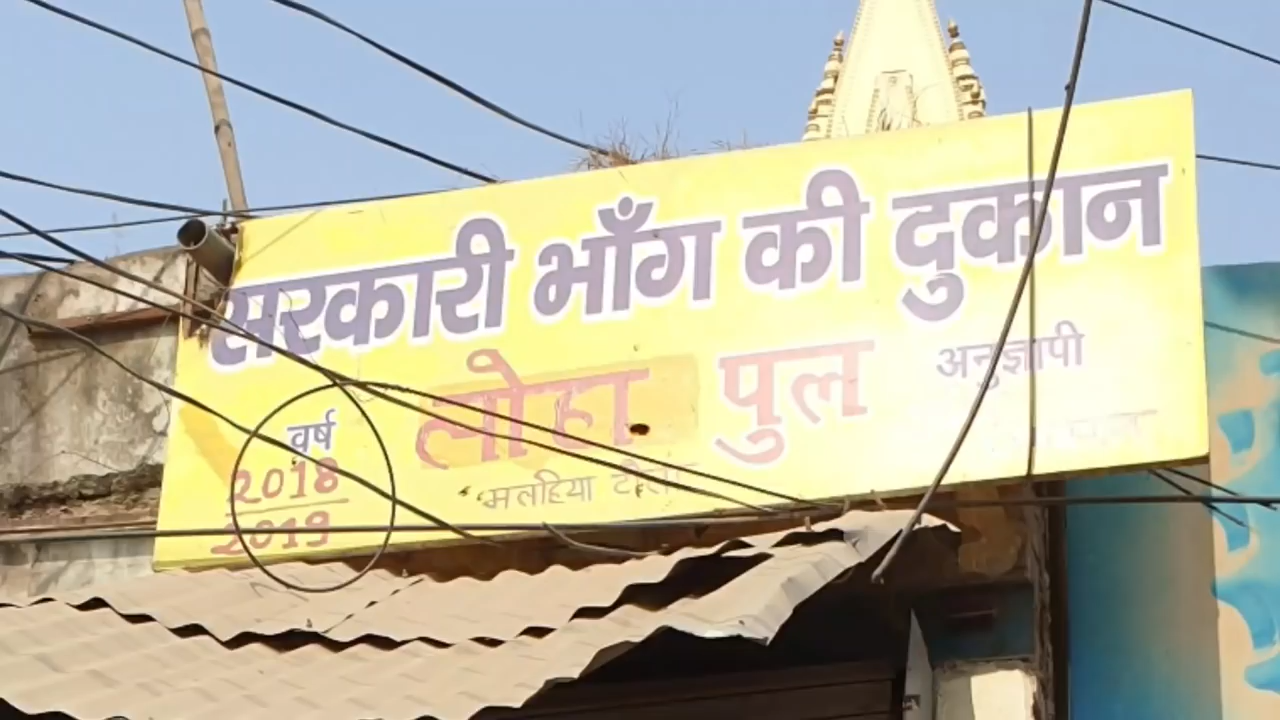 सरकारी भाँग की दुकान
लोहा पुल
अनुज्ञापी
वर्ष
2018
2019
मलहिया टोला